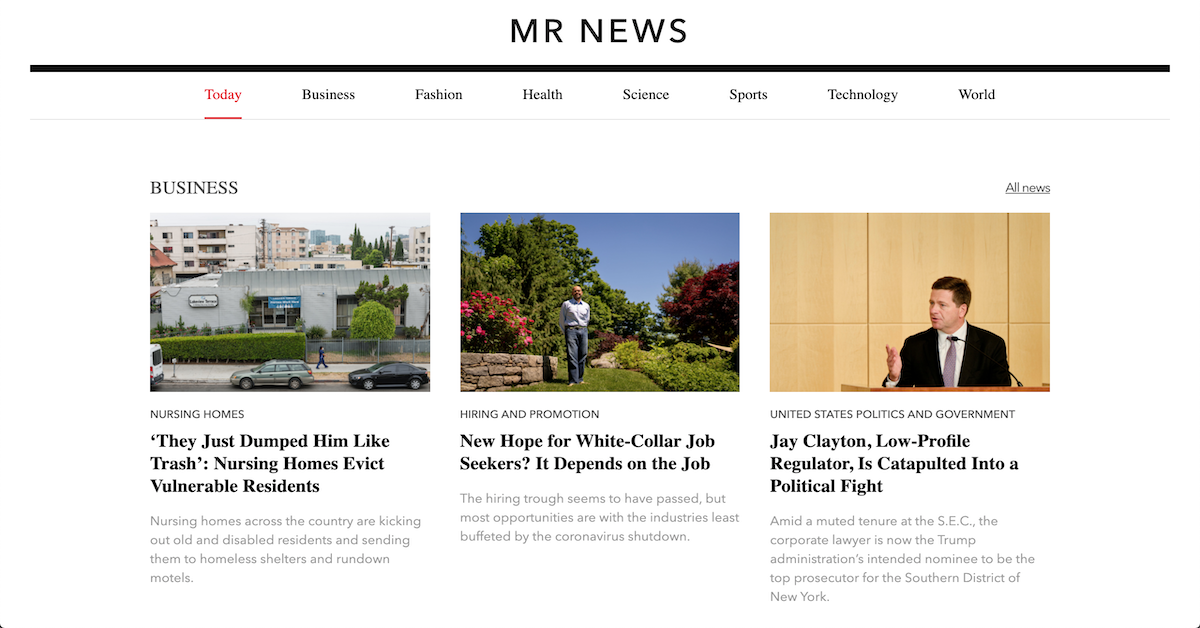 MR NEWS
Today Business Fashion Health Science Sports Technology World
BUSINESS
All news
NURSING HOMES
‘They Just Dumped Him Like
Trash’: Nursing Homes Evict
Vulnerable Residents
Nursing homes across the country are kicking
out old and disabled residents and sending
them to homeless shelters and rundown
motels.
HIRING AND PROMOTION
New Hope for White-Collar Job
Seekers? It Depends on the Job
The hiring trough seems to have passed, but
most opportunities are with the industries least
buffeted by the coronavirus shutdown.
UNITED STATES POLITICS AND GOVERNMENT
Jay Clayton, Low-Profile
Regulator, Is Catapulted Into a
Political Fight
Amid a muted tenure at the S.E.C., the
corporate lawyer is now the Trump
administration’s intended nominee to be the
top prosecutor for the Southern District of
New York.